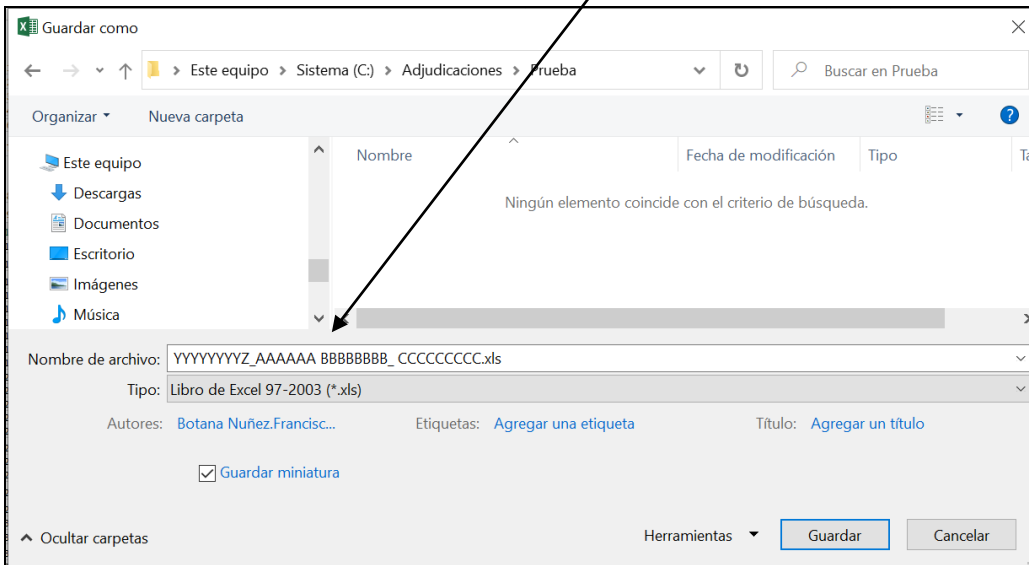 Guardar como
Este equipo > Sistema (C:) > Adjudicaciones > Prueba
Buscar en Prueba
Organizar
Nueva carpeta
Nombre
Fecha de modificación
Tipo
Este equipo
Descargas
Documentos
Escritorio
Imágenes
Música
Ningún elemento coincide con el criterio de búsqueda.
Nombre de archivo: YYYYYYYYZ_AAAAAA BBBBBBBB_ CCCCCCCCC.xls
Tipo: Libro de Excel 97-2003 (*.xls)
Autores: Botana Nuñez.Francisc...
Etiquetas: Agregar una etiqueta
Título: Agregar un título
Guardar miniatura
Ocultar carpetas
Herramientas
Guardar
Cancelar